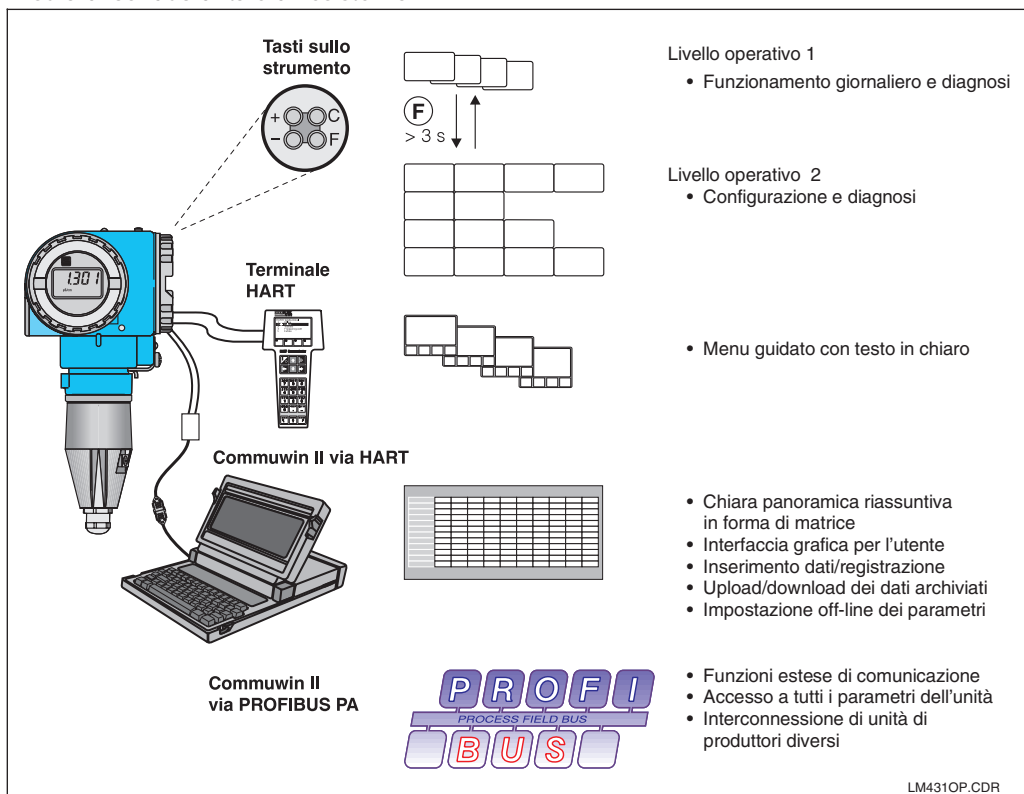 Tasti sullo
strumento
+ C
− F
F
> 3 s
Livello operativo 1
• Funzionamento giornaliero e diagnosi
Livello operativo 2
• Configurazione e diagnosi
1.301
Terminale
HART
• Menu guidato con testo in chiaro
Commuwin II via HART
• Chiara panoramica riassuntiva
in forma di matrice
• Interfaccia grafica per l'utente
• Inserimento dati/registrazione
• Upload/download dei dati archiviati
• Impostazione off-line dei parametri
Commuwin II
via PROFIBUS PA
PROFI
PROCESS FIELD BUS
BUS
• Funzioni estese di comunicazione
• Accesso a tutti i parametri dell'unità
• Interconnessione di unità di
produttori diversi
LM431OP.CDR